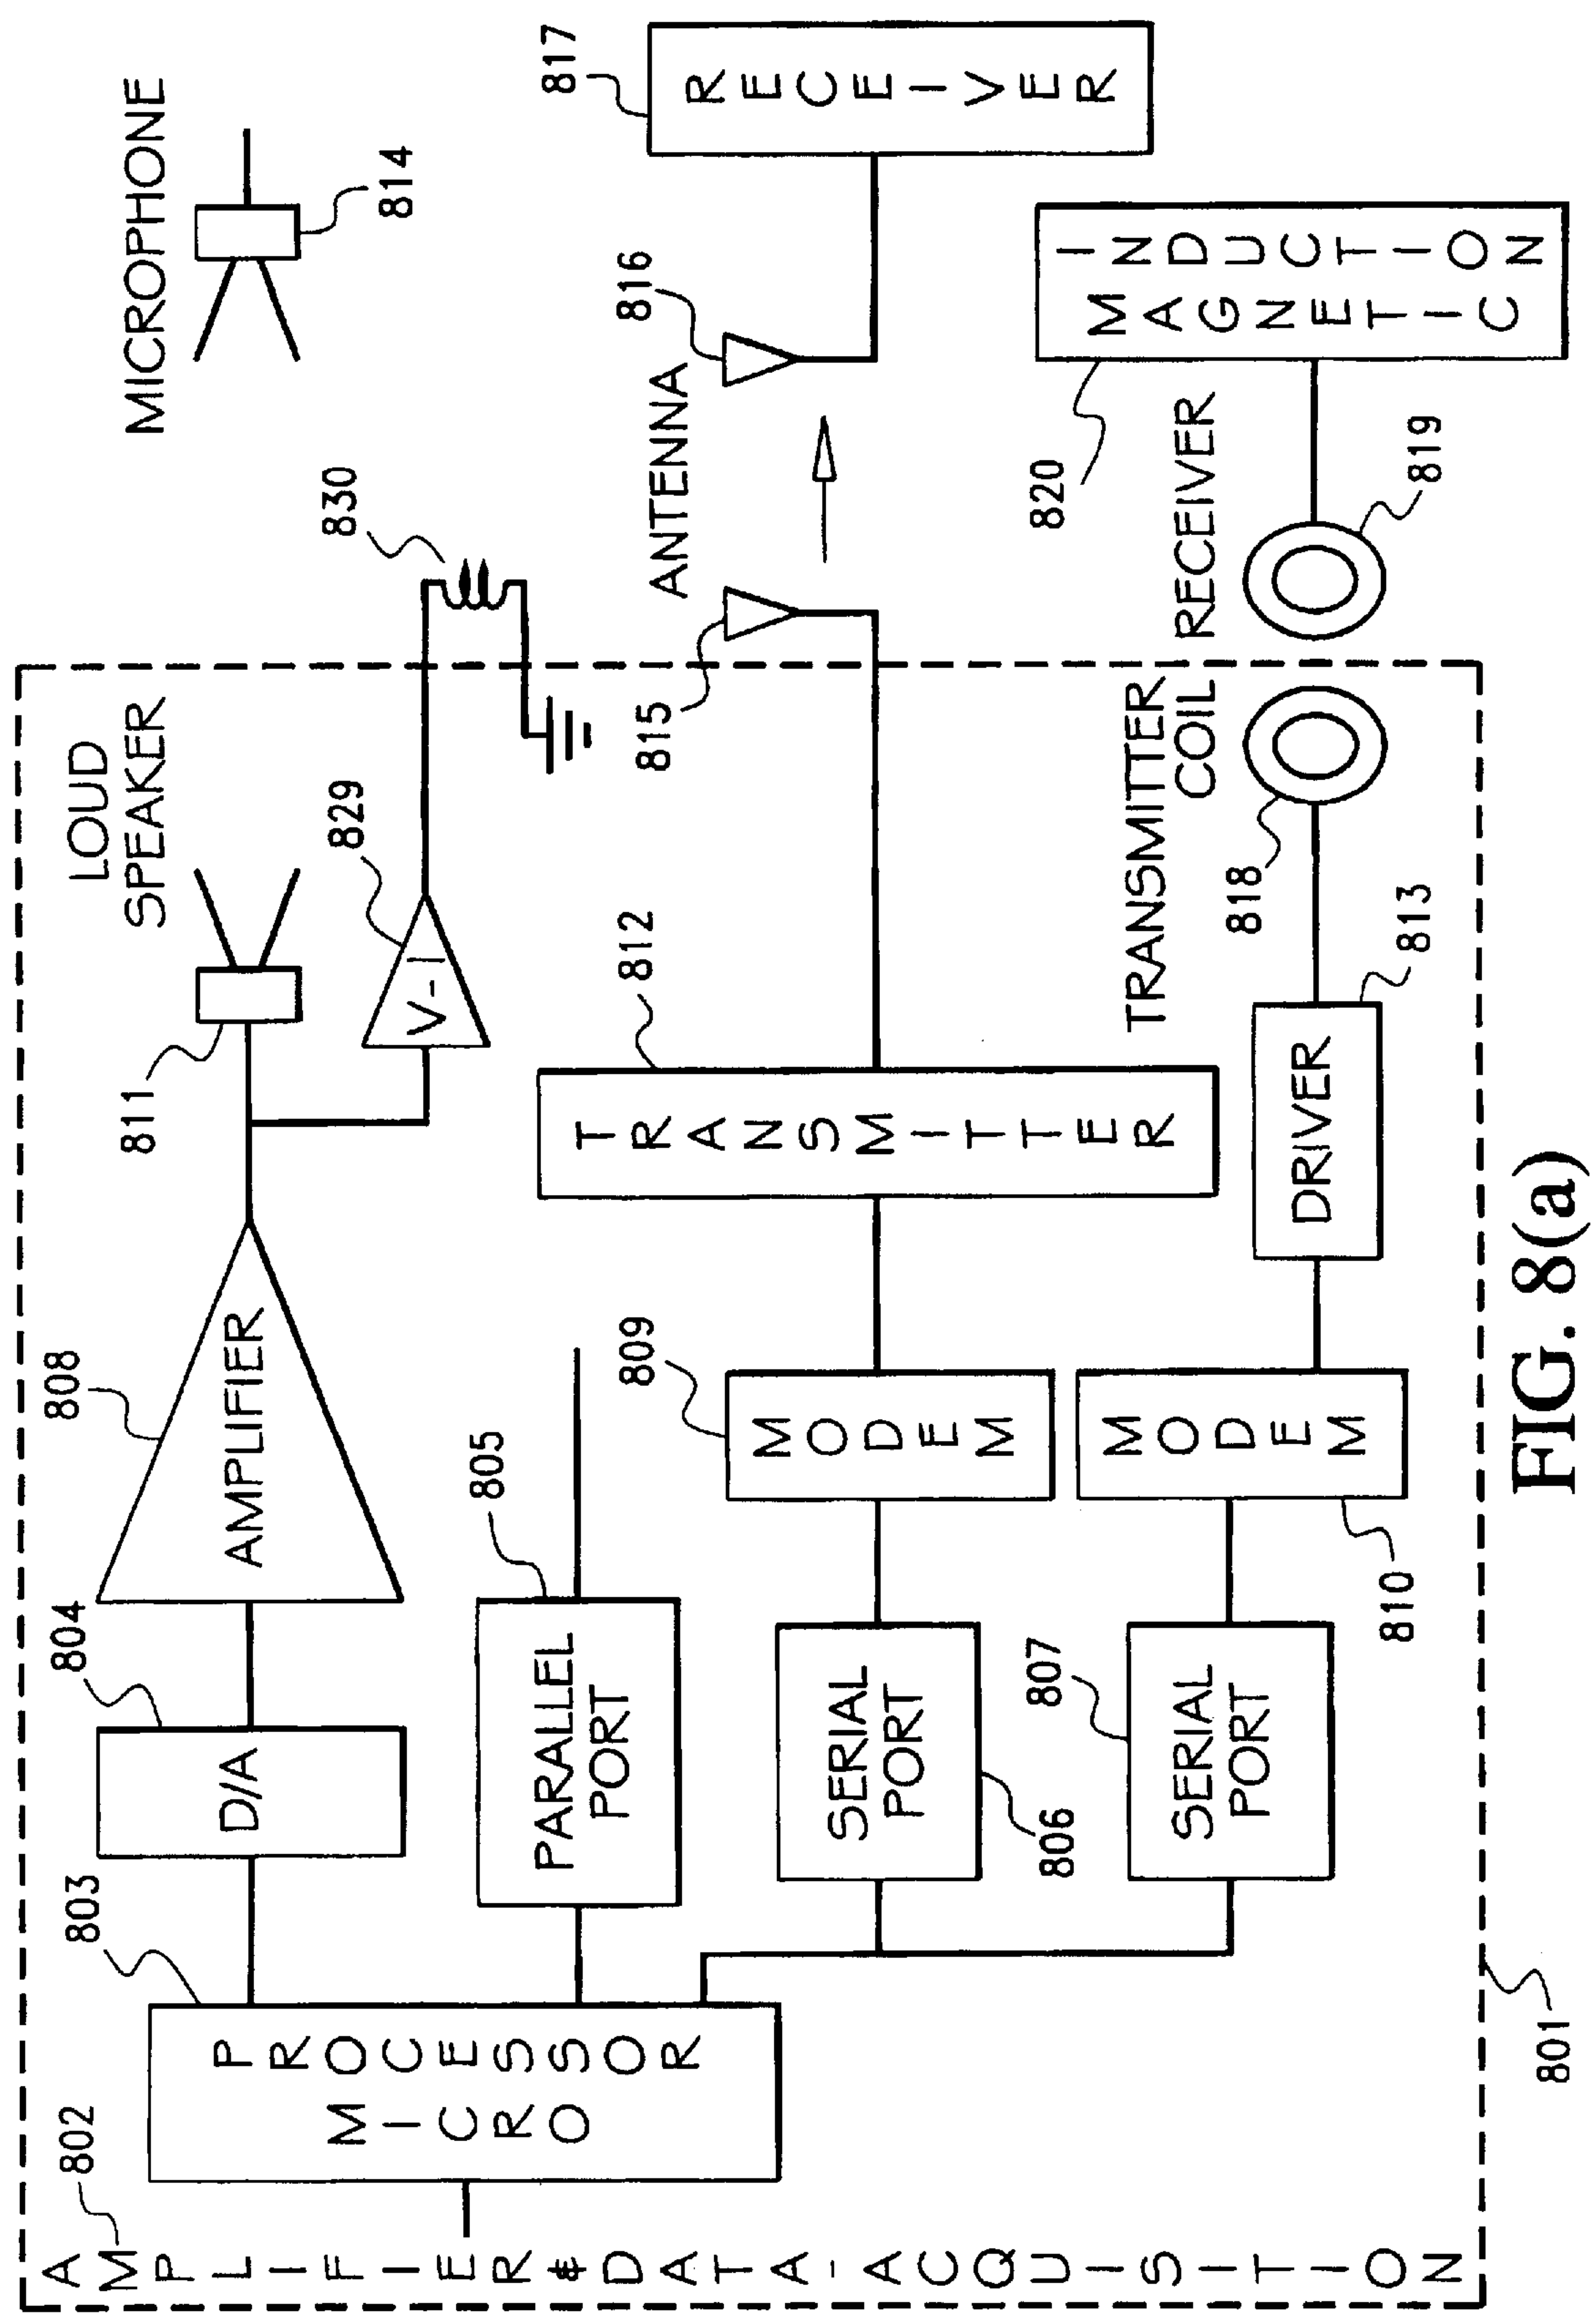 AMPLIFIER & DATA-ACQUISITION
802
MICRO
PROCESSOR
803
D/A
804
AMPLIFIER
808
LOUD
SPEAKER
811
MICROPHONE
814
V-I
829
830
PARALLEL
PORT
805
SERIAL
PORT
806
MODEM
809
TRANSMITTER
812
815
ANTENNA
816
RECEIVER
817
SERIAL
PORT
807
MODEM
810
DRIVER
813
TRANSMITTER
COIL
818
RECEIVER
819
MAGNETIC
INDUCTION
820
801
FIG. 8(a)